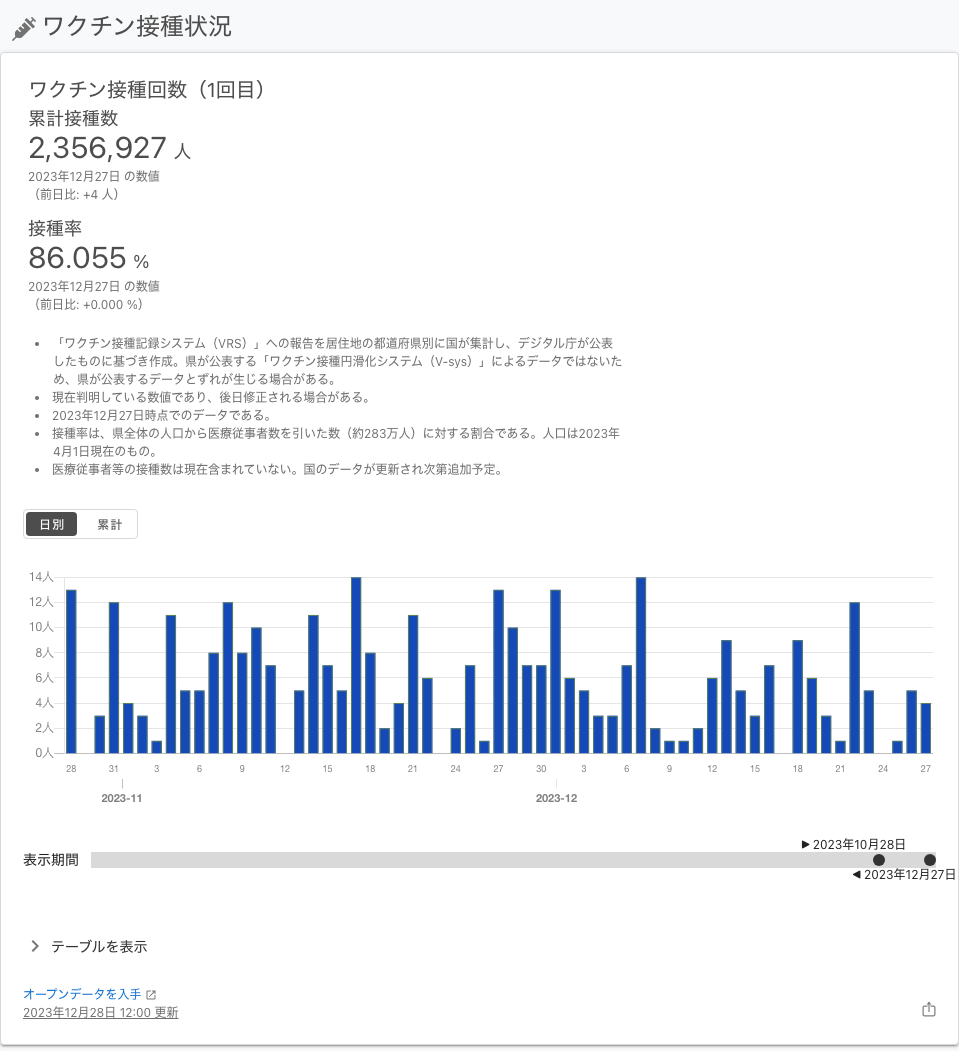 ワクチン接種状況
ワクチン接種回数（1回目）
累計接種数
2,356,927 人
2023年12月27日 の数値
（前日比: +4 人）
接種率
86.055 %
2023年12月27日 の数値
（前日比: +0.000 %）
• 「ワクチン接種記録システム（VRS）」への報告を居住地の都道府県別に国が集計し、デジタル庁が公表
したものに基づき作成。県が公表する「ワクチン接種円滑化システム（V-sys）」によるデータではないた
め、県が公表するデータとずれが生じる場合がある。
• 現在判明している数値であり、後日修正される場合がある。
• 2023年12月27日時点でのデータである。
• 接種率は、県全体の人口から医療従事者数を引いた数（約283万人）に対する割合である。人口は2023年
4月1日現在のもの。
• 医療従事者等の接種数は現在含まれていない。国のデータが更新され次第追加予定。
日別 累計
14人
12人
10人
8人
6人
4人
2人
0人
28 31 3 6 9 12 15 18 21 24 27 30 3 6 9 12 15 18 21 24 27
2023-11 2023-12
▶ 2023年10月28日
表示期間
◀ 2023年12月27日
テーブルを表示
オープンデータを入手
2023年12月28日 12:00 更新